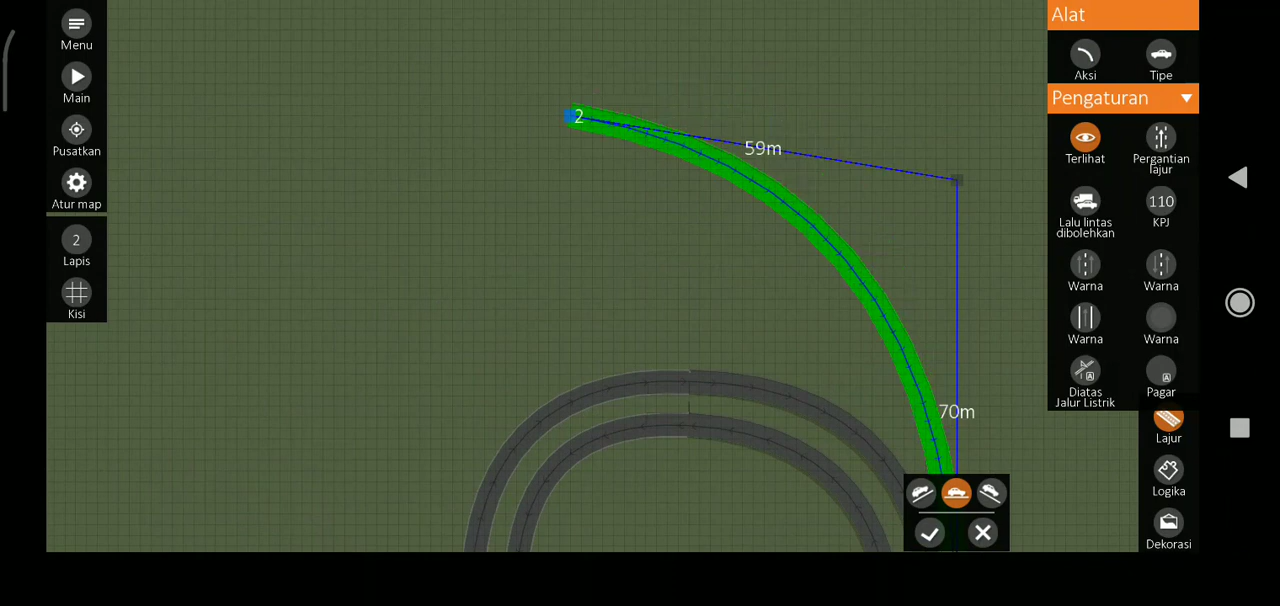 Menu
Main
Pusatkan
Atur map
2
Lapis
Kisi
2
59m
70m
Alat
Aksi
Tipe
Pengaturan
Terlihat
Pergantian
lajur
Lalu lintas
dibolehkan
110
KPJ
Warna
Warna
Warna
Warna
A
Diatas
Jalur Listrik
A
Pagar
Lajur
Logika
Dekorasi